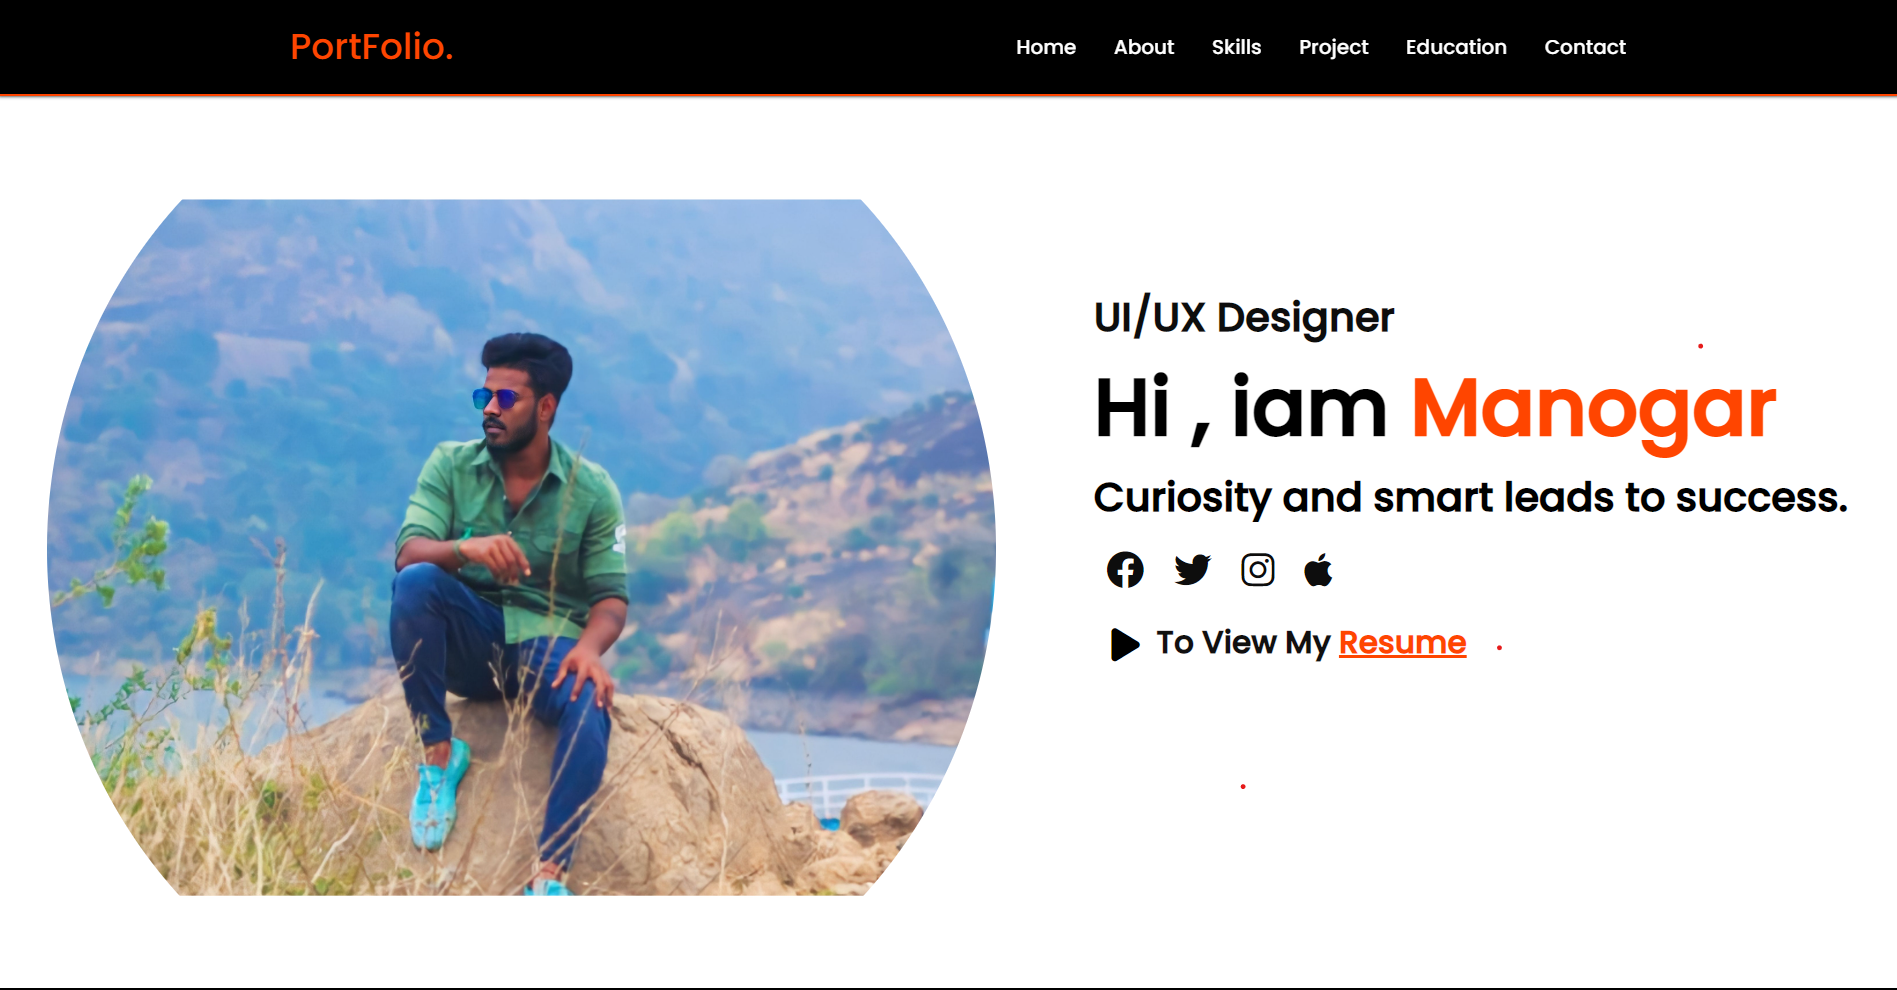 PortFolio.
Home About Skills Project Education Contact
UI/UX Designer
Hi , iam Manogar
Curiosity and smart leads to success.
To View My Resume